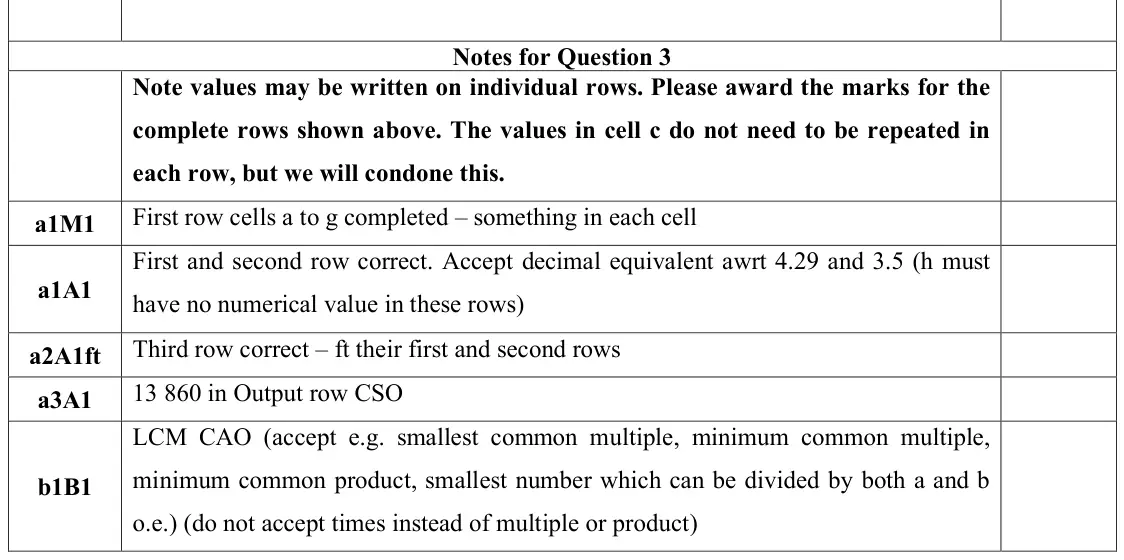 Notes for Question 3
Note values may be written on individual rows. Please award the marks for the
complete rows shown above. The values in cell c do not need to be repeated in
each row, but we will condone this.
a1M1 First row cells a to g completed – something in each cell
First and second row correct. Accept decimal equivalent awrt 4.29 and 3.5 (h must
a1A1
have no numerical value in these rows)
a2A1ft Third row correct – ft their first and second rows
a3A1 13 860 in Output row CSO
LCM CAO (accept e.g. smallest common multiple, minimum common multiple,
b1B1 minimum common product, smallest number which can be divided by both a and b
o.e.) (do not accept times instead of multiple or product)